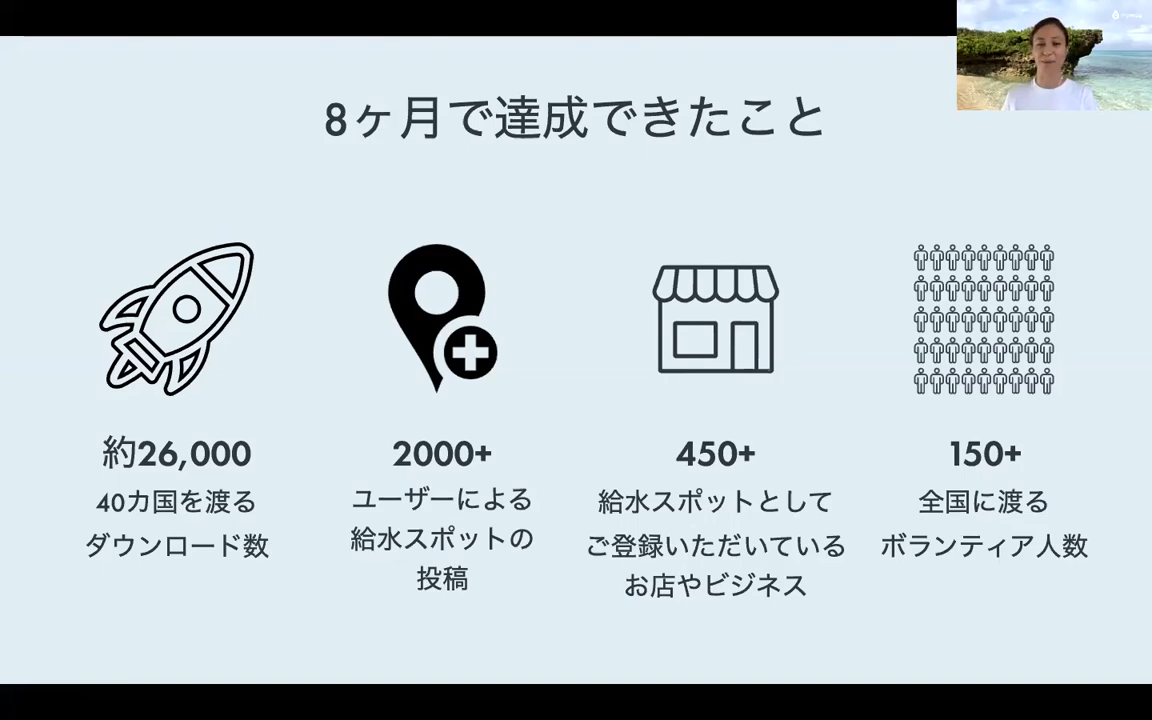 8ヶ月で達成できたこと
約26,000
40カ国を渡る
ダウンロード数
2000+
ユーザーによる
給水スポットの
投稿
450+
給水スポットとして
ご登録いただいている
お店やビジネス
150+
全国に渡る
ボランティア人数